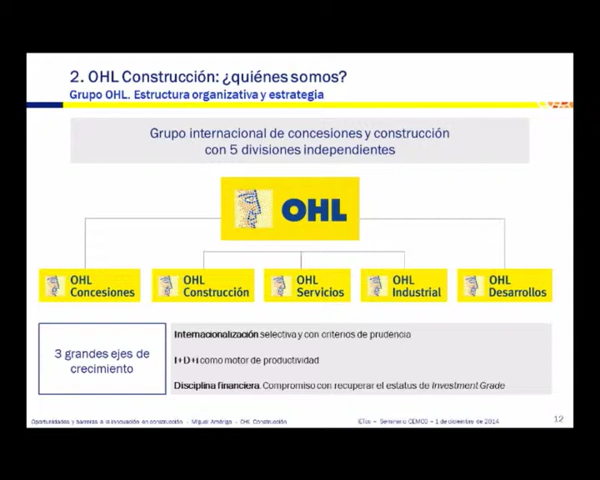 2. OHL Construcción: ¿quiénes somos?
Grupo OHL. Estructura organizativa y estrategia
Grupo internacional de concesiones y construcción
con 5 divisiones independientes
OHL
OHL
Concesiones
OHL
Construcción
OHL
Servicios
OHL
Industrial
OHL
Desarrollos
3 grandes ejes de
crecimiento
Internacionalización selectiva y con criterios de prudencia
I+D+i como motor de productividad
Disciplina financiera. Compromiso con recuperar el estatus de Investment Grade
Oportunidades y barreras a la innovación en construcción - Miguel - OHL Construcción
IETcc - Seminario CEMCO - 1 de diciembre de 2014
12